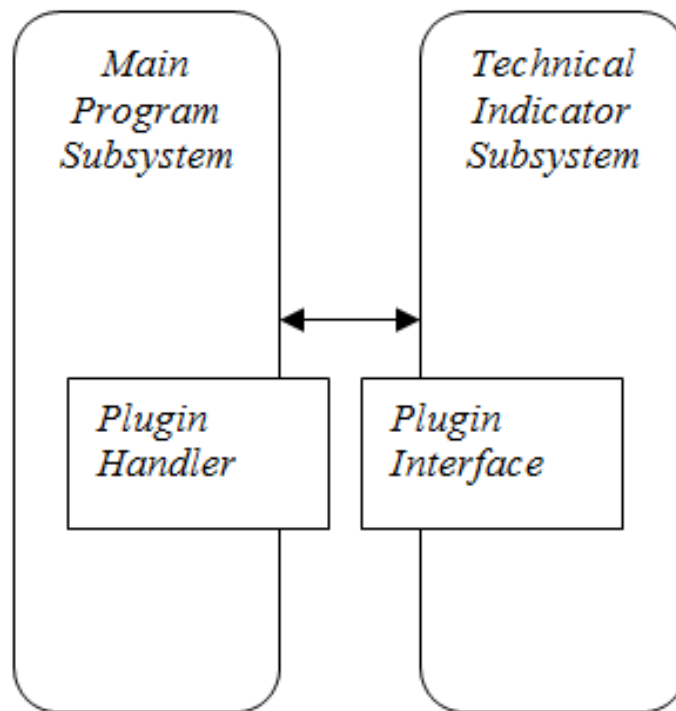 Main
Program
Subsystem
Technical
Indicator
Subsystem
Plugin
Handler
Plugin
Interface